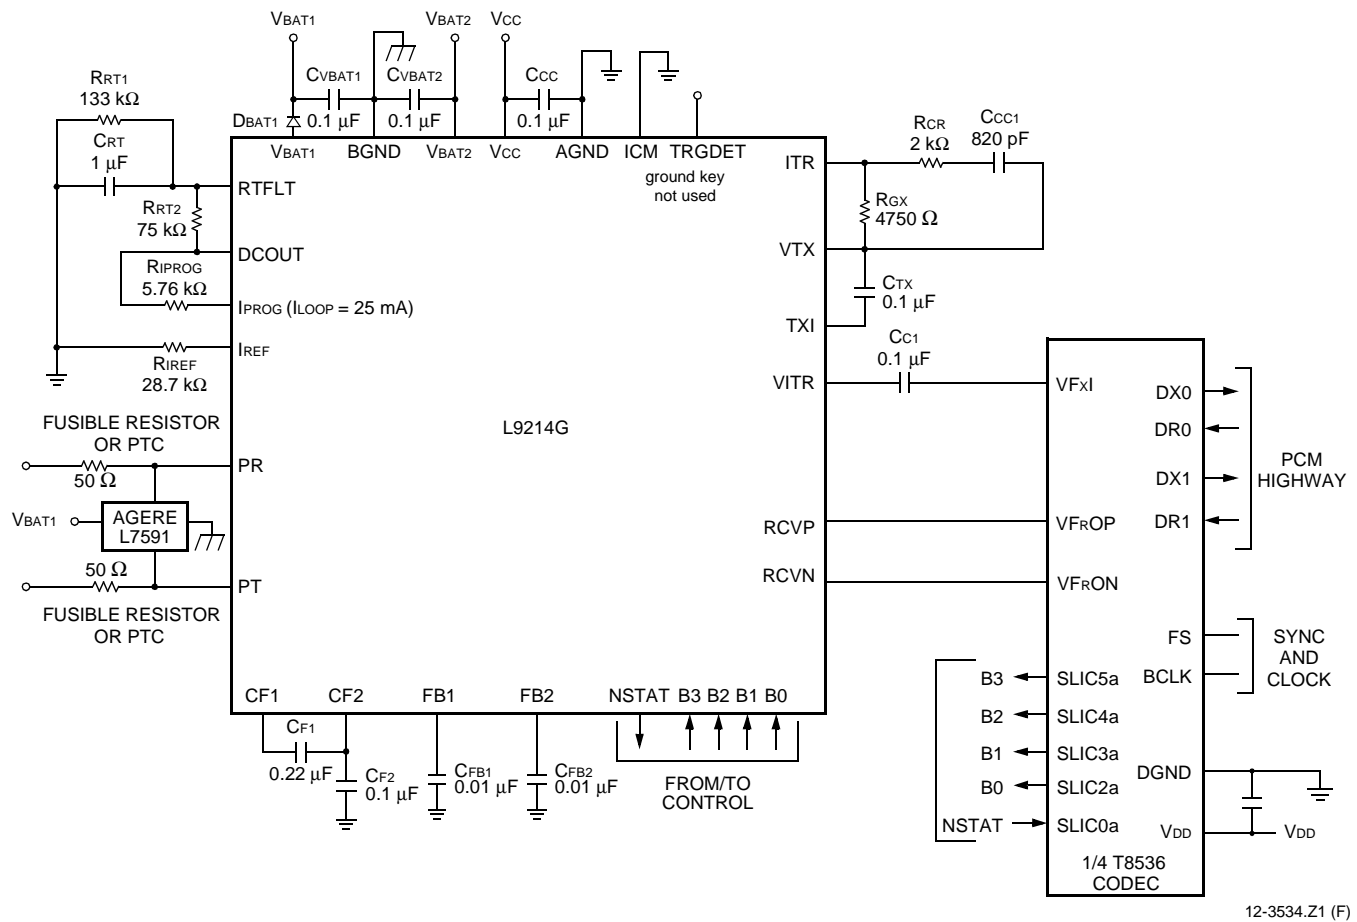 VBAT1
VBAT2
VCC
RRT1
133 kΩ
CRT
1 µF
DBAT1
CVBAT1
0.1 µF
CVBAT2
0.1 µF
CCC
0.1 µF
VBAT1
BGND
VBAT2
VCC
AGND
ICM
TRGDET
ground key
not used
RTFLT
RRT2
75 kΩ
DCOUT
RIPROG
5.76 kΩ
IPROG (ILOOP = 25 mA)
IREF
RIREF
28.7 kΩ
ITR
RCR
2 kΩ
CCC1
820 pF
RGX
4750 Ω
VTX
CTX
0.1 µF
TXI
CC1
0.1 µF
VITR
L9214G
FUSIBLE RESISTOR
OR PTC
50 Ω
PR
VBAT1
AGERE
L7591
50 Ω
PT
FUSIBLE RESISTOR
OR PTC
RCVP
RCVN
VFXI
VFROP
VFRON
DX0
DR0
DX1
DR1
PCM
HIGHWAY
FS
BCLK
SYNC
AND
CLOCK
CF1
CF2
FB1
FB2
NSTAT
B3
B2
B1
B0
CF1
0.22 µF
CF2
0.1 µF
CFB1
0.01 µF
CFB2
0.01 µF
FROM/TO
CONTROL
B3
SLIC5a
B2
SLIC4a
B1
SLIC3a
B0
SLIC2a
NSTAT
SLIC0a
DGND
VDD
VDD
1/4 T8536
CODEC
12-3534.Z1 (F)